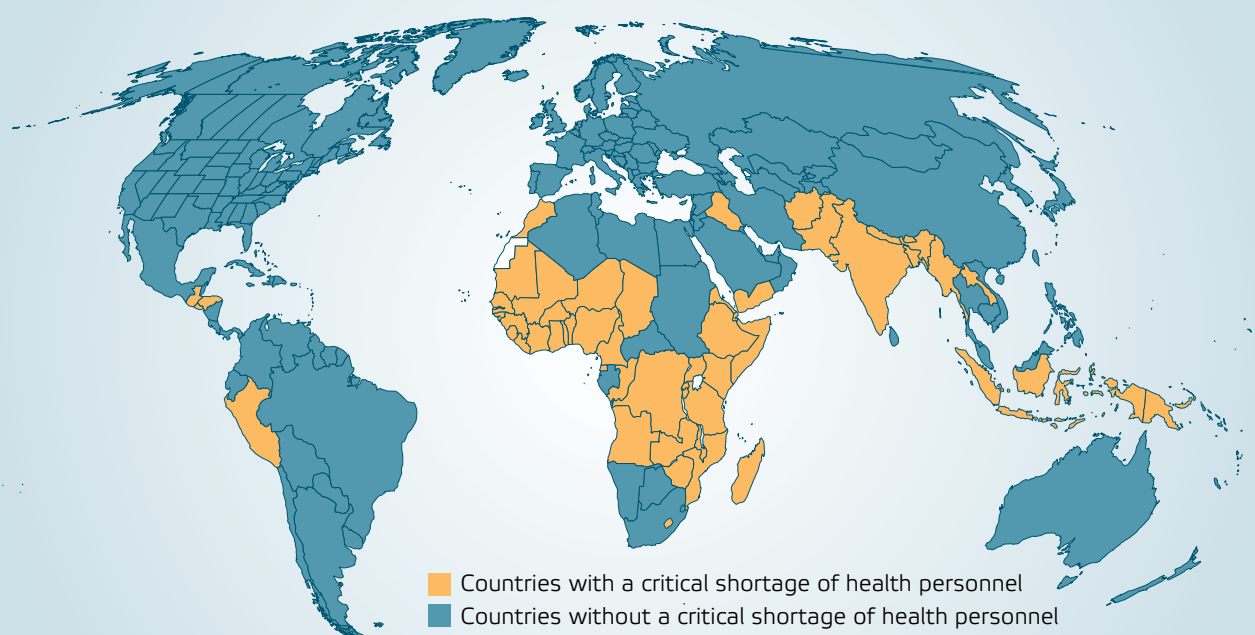 Countries with a critical shortage of health personnel
Countries without a critical shortage of health personnel